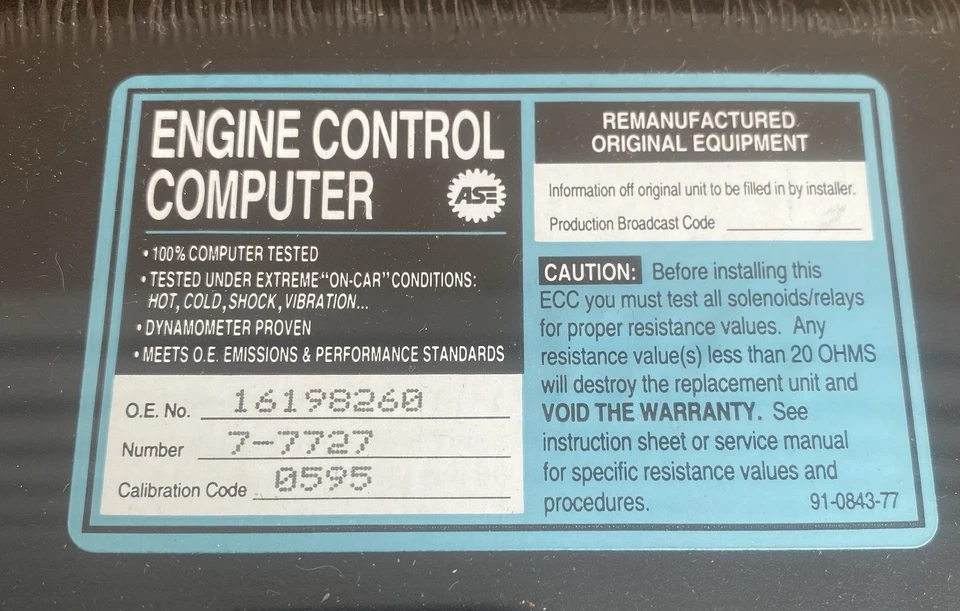 ENGINE CONTROL
COMPUTER
ASE
• 100% COMPUTER TESTED
• TESTED UNDER EXTREME "ON-CAR" CONDITIONS:
HOT, COLD, SHOCK, VIBRATION...
• DYNAMOMETER PROVEN
• MEETS O.E. EMISSIONS & PERFORMANCE STANDARDS
O.E. No. 16198260
Number 7-7727
Calibration Code 0595
REMANUFACTURED
ORIGINAL EQUIPMENT
Information off original unit to be filled in by installer.
Production Broadcast Code
CAUTION: Before installing this
ECC you must test all solenoids/relays
for proper resistance values. Any
resistance value(s) less than 20 OHMS
will destroy the replacement unit and
VOID THE WARRANTY. See
instruction sheet or service manual
for specific resistance values and
procedures. 91-0843-77